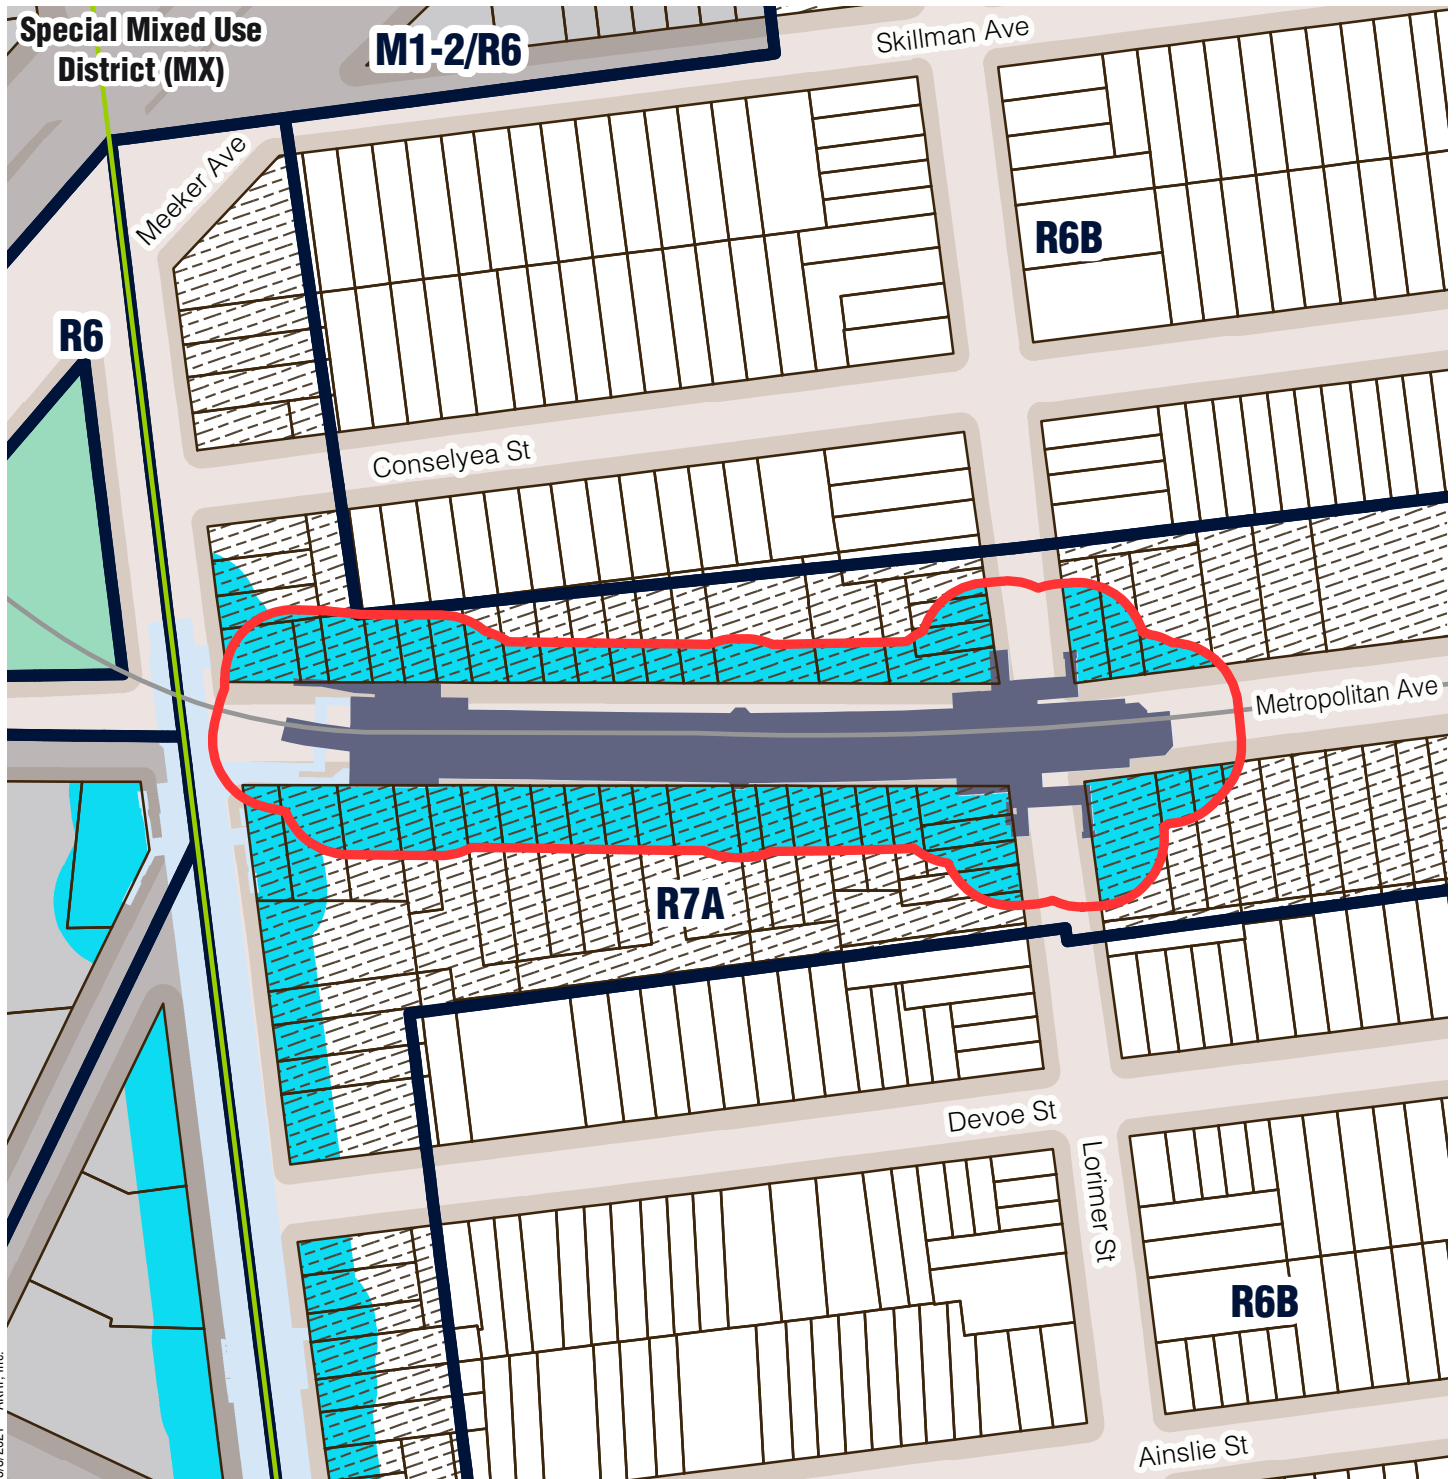 Special Mixed Use
District (MX)
M1-2/R6
Skillman Ave
Meeker Ave
R6B
R6
Conselyea St
Metropolitan Ave
R7A
Devoe St
Lorimer St
R6B
Ainslie St